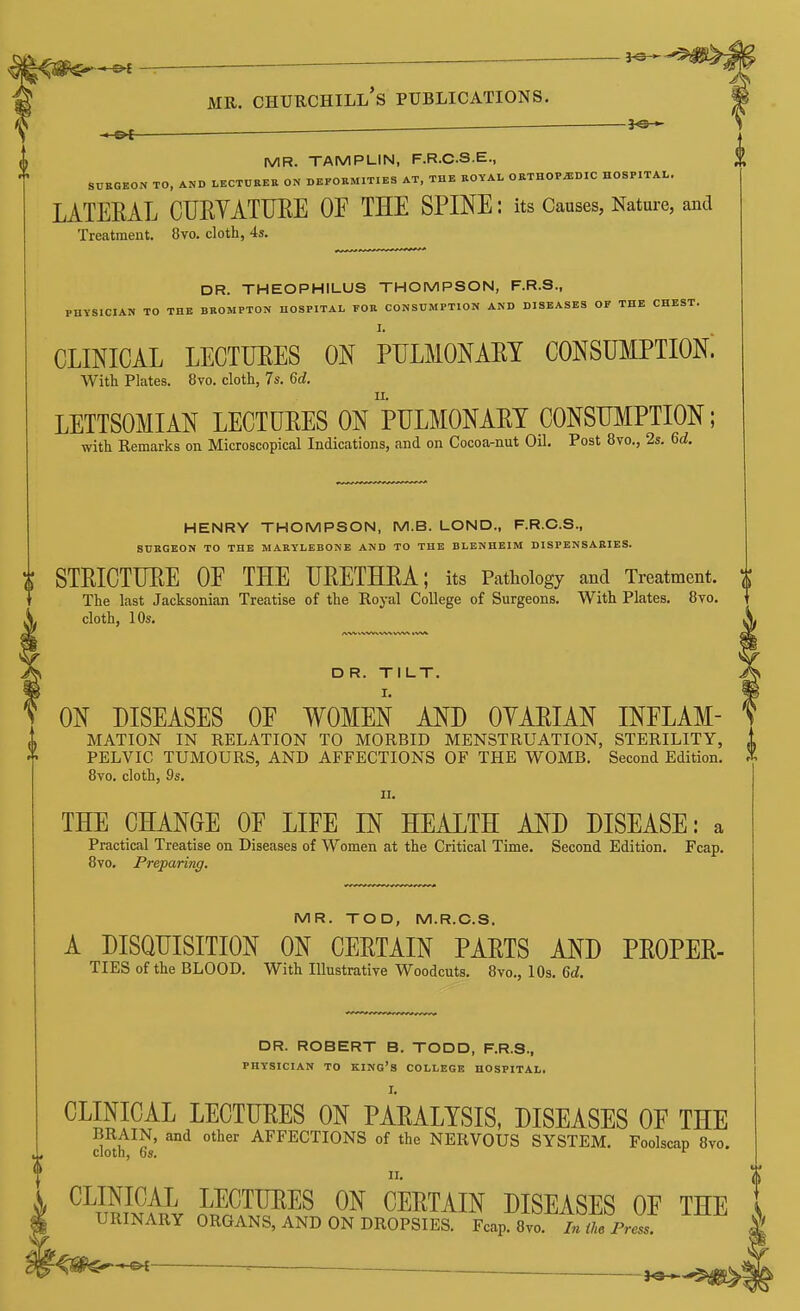 MR. CHURCHILL'S PUBLICATIONS.
MR. TAMPLIN, F.R.C.S.E.,
SURGEON TO, AND LECTURER ON DEFORMITIES AT, THE ROYAL ORTHOPÆDIC HOSPITAL.
LATERAL CURVATURE OF THE SPINE: its Causes, Nature, and
Treatment. 8vo. cloth, 4s.
DR. THEOPHILUS THOMPSON, F.R.S.,
PHYSICIAN TO THE BROMPTON HOSPITAL FOR CONSUMPTION AND DISEASES OF THE CHEST.
I.
CLINICAL LECTURES ON PULMONARY CONSUMPTION.
With Plates. 8vo. cloth, 7s. 6d.
II.
LETTSOMIAN LECTURES ON PULMONARY CONSUMPTION;
with Remarks on Microscopical Indications, and on Cocoa-nut Oil. Post 8vo., 2s. 6d.
HENRY THOMPSON, M.B. LOND., F.R.C.S.,
SURGEON TO THE MARYLEBONE AND TO THE BLENHEIM DISPENSARIES.
STRICTURE OF THE URETHRA; its Pathology and Treatment.
The last Jacksonian Treatise of the Royal College of Surgeons. With Plates. 8vo.
cloth, 10s.
DR. TILT.
I.
ON DISEASES OF WOMEN AND OVARIAN INFLAM-
MATION IN RELATION TO MORBID MENSTRUATION, STERILITY,
PELVIC TUMOURS, AND AFFECTIONS OF THE WOMB. Second Edition.
8vo. cloth, 9s.
II.
THE CHANGE OF LIFE IN HEALTH AND DISEASE: a
Practical Treatise on Diseases of Women at the Critical Time. Second Edition. Fcap.
8vo. Preparing.
MR. TOD, M.R.C.S.
A DISQUISITION ON CERTAIN PARTS AND PROPER-
TIES of the BLOOD. With Illustrative Woodcuts. 8vo., 10s. 6d.
DR. ROBERT B. TODD, F.R.S.,
PHYSICIAN TO KING'S COLLEGE HOSPITAL.
I.
CLINICAL LECTURES ON PARALYSIS, DISEASES OF THE
BRAIN, and other AFFECTIONS of the NERVOUS SYSTEM. Foolscap 8vo.
cloth, 6s.
II.
CLINICAL LECTURES ON CERTAIN DISEASES OF THE
URINARY ORGANS, AND ON DROPSIES. Fcap. 8vo. In the Press.